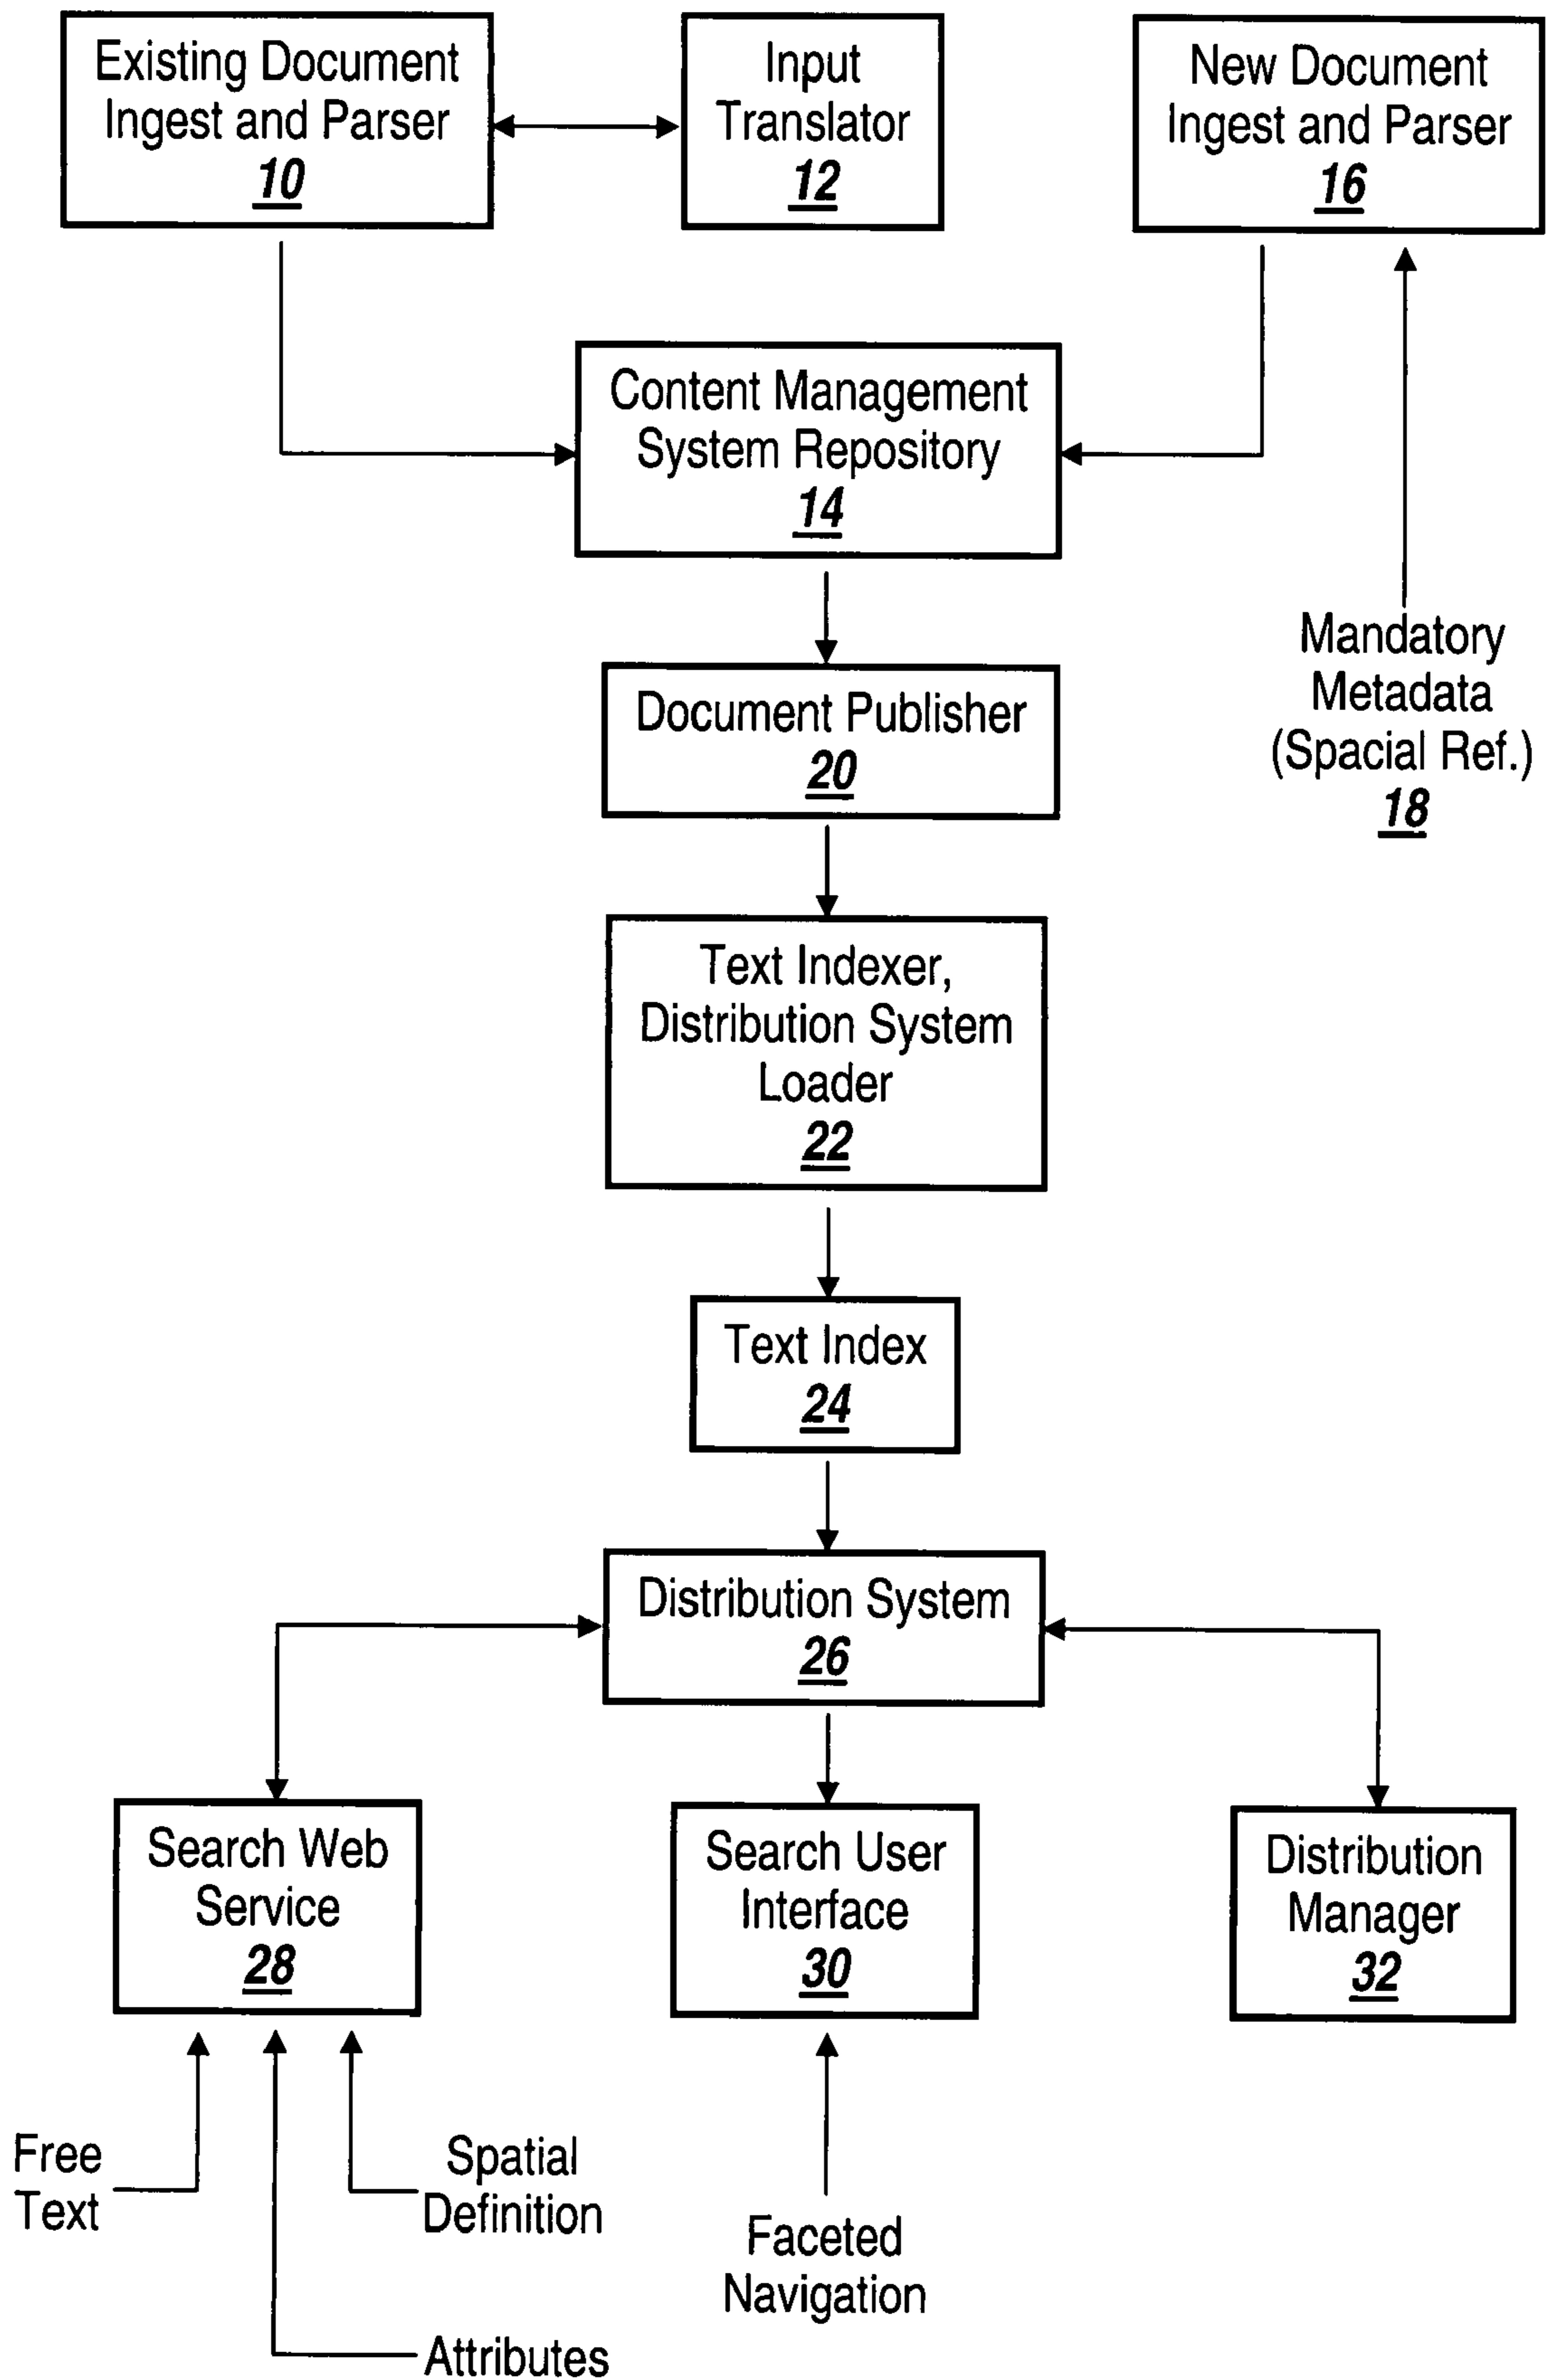 Existing Document
Ingest and Parser
10
Input
Translator
12
New Document
Ingest and Parser
16
Content Management
System Repository
14
Mandatory
Metadata
(Spacial Ref.)
18
Document Publisher
20
Text Indexer,
Distribution System
Loader
22
Text Index
24
Distribution System
26
Search Web
Service
28
Search User
Interface
30
Distribution
Manager
32
Free
Text
Spatial
Definition
Attributes
Faceted
Navigation